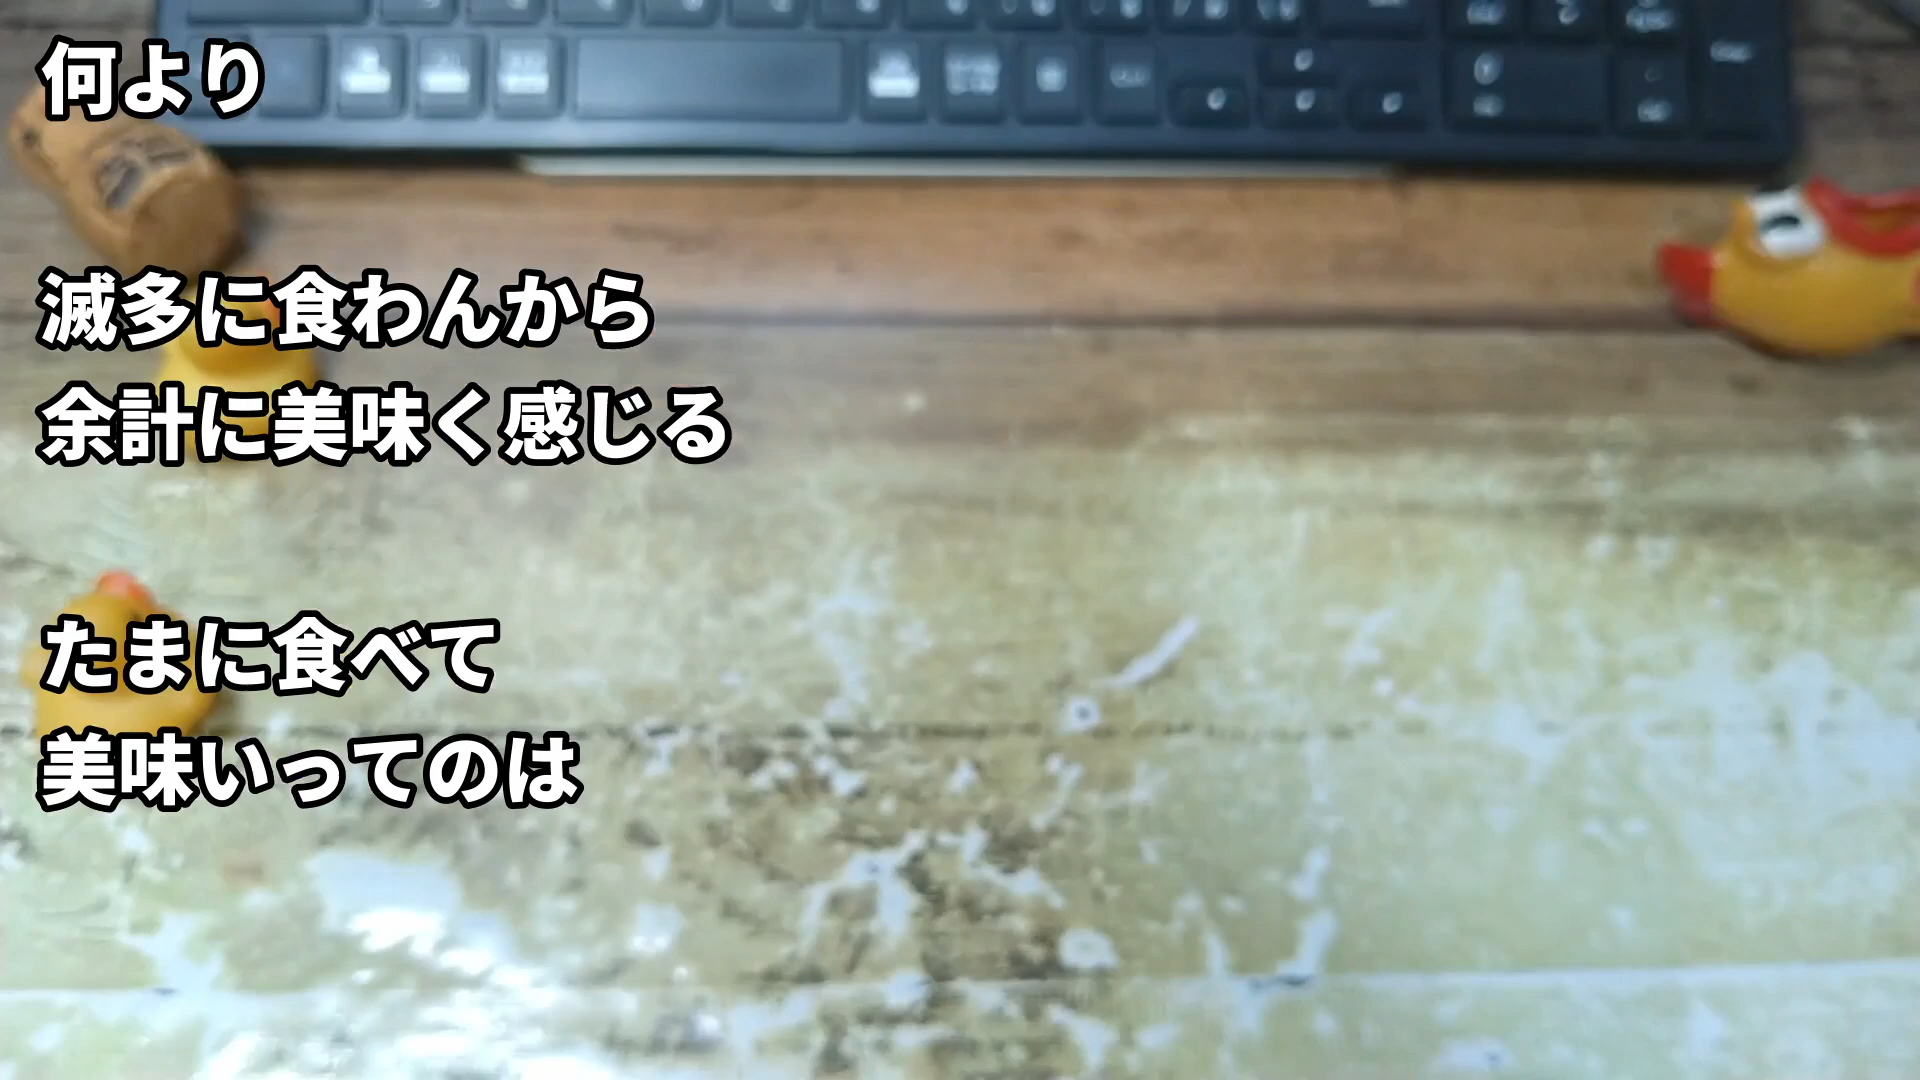 何より
滅多に食わんから
余計に美味く感じる
たまに食べて
美味いってのは